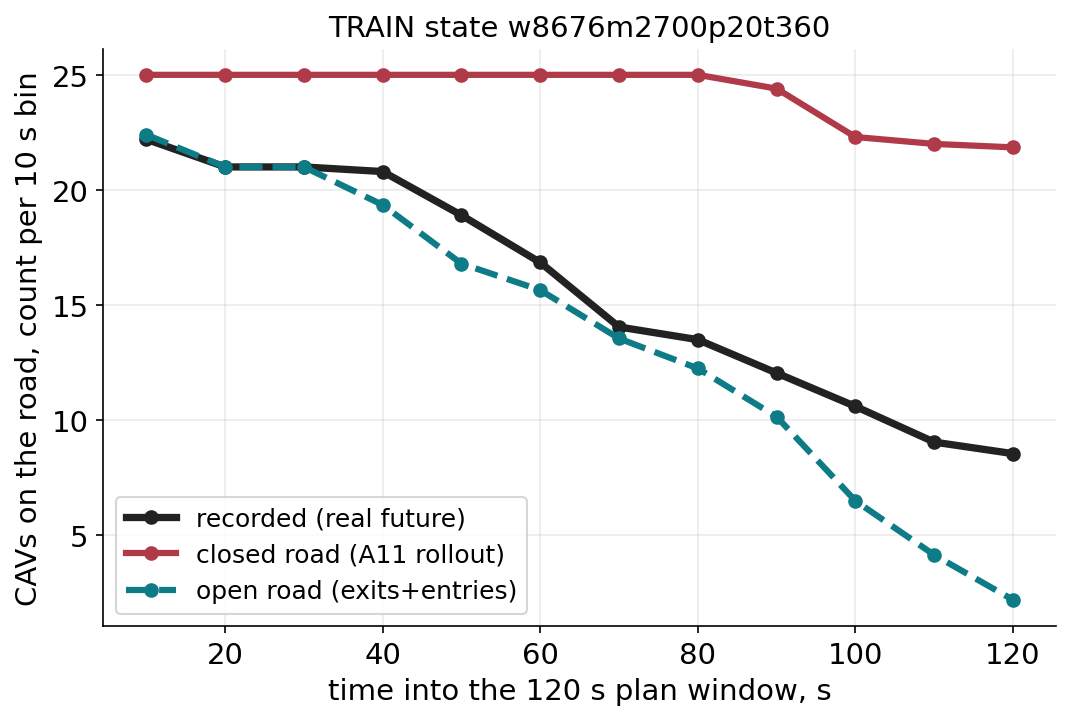 TRAIN state w8676m2700p20t360
CAVs on the road, count per 10 s bin
25
20
15
10
5
recorded (real future)
closed road (A11 rollout)
open road (exits+entries)
20 40 60 80 100 120
time into the 120 s plan window, s